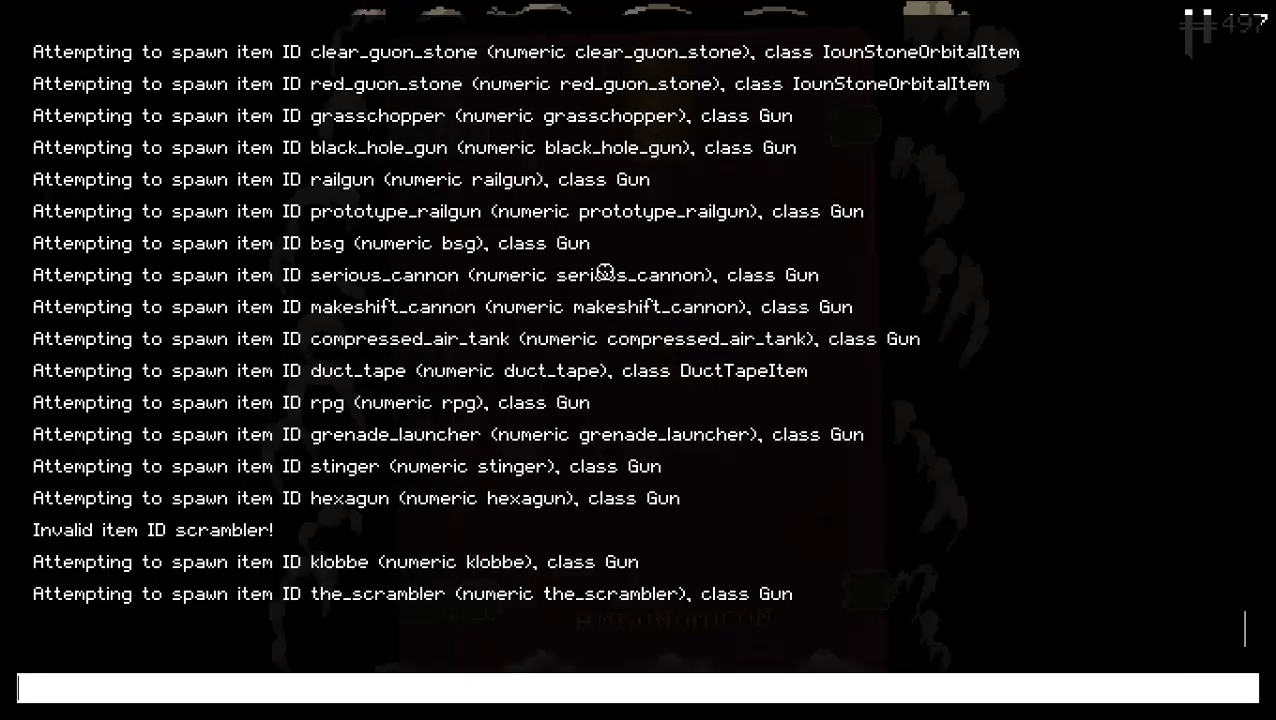 497
Attempting to spawn item ID clear_guon_stone (numeric clear_guon_stone), class IounStoneOrbitalItem
Attempting to spawn item ID red_guon_stone (numeric red_guon_stone), class IounStoneOrbitalItem
Attempting to spawn item ID grasschopper (numeric grasschopper), class Gun
Attempting to spawn item ID black_hole_gun (numeric black_hole_gun), class Gun
Attempting to spawn item ID railgun (numeric railgun), class Gun
Attempting to spawn item ID prototype_railgun (numeric prototype_railgun), class Gun
Attempting to spawn item ID bsg (numeric bsg), class Gun
Attempting to spawn item ID serious_cannon (numeric serious_cannon), class Gun
Attempting to spawn item ID makeshift_cannon (numeric makeshift_cannon), class Gun
Attempting to spawn item ID compressed_air_tank (numeric compressed_air_tank), class Gun
Attempting to spawn item ID duct_tape (numeric duct_tape), class DuctTapeItem
Attempting to spawn item ID rpg (numeric rpg), class Gun
Attempting to spawn item ID grenade_launcher (numeric grenade_launcher), class Gun
Attempting to spawn item ID stinger (numeric stinger), class Gun
Attempting to spawn item ID hexagun (numeric hexagun), class Gun
Invalid item ID scrambler!
Attempting to spawn item ID klobbe (numeric klobbe), class Gun
Attempting to spawn item ID the_scrambler (numeric the_scrambler), class Gun
AMMONOMICON